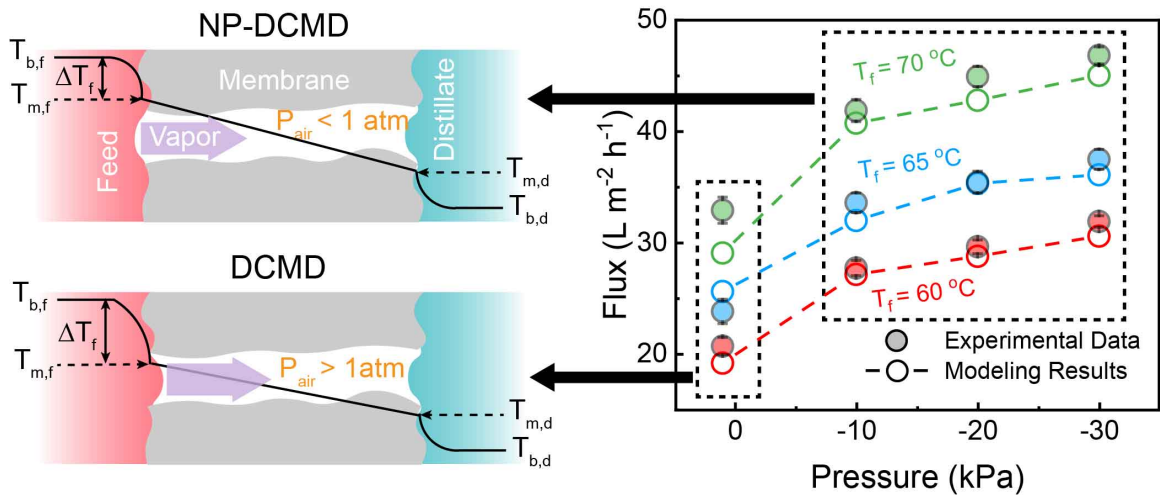 NP-DCMD
T_b,f
ΔT_f
T_m,f
Membrane
P_air < 1 atm
Vapor
Feed
Distillate
T_m,d
T_b,d
DCMD
T_b,f
ΔT_f
T_m,f
P_air > 1atm
T_m,d
T_b,d
Flux (L m⁻² h⁻¹)
50
40
30
20
T_f = 70 °C
T_f = 65 °C
T_f = 60 °C
Experimental Data
Modeling Results
0
-10
-20
-30
Pressure (kPa)